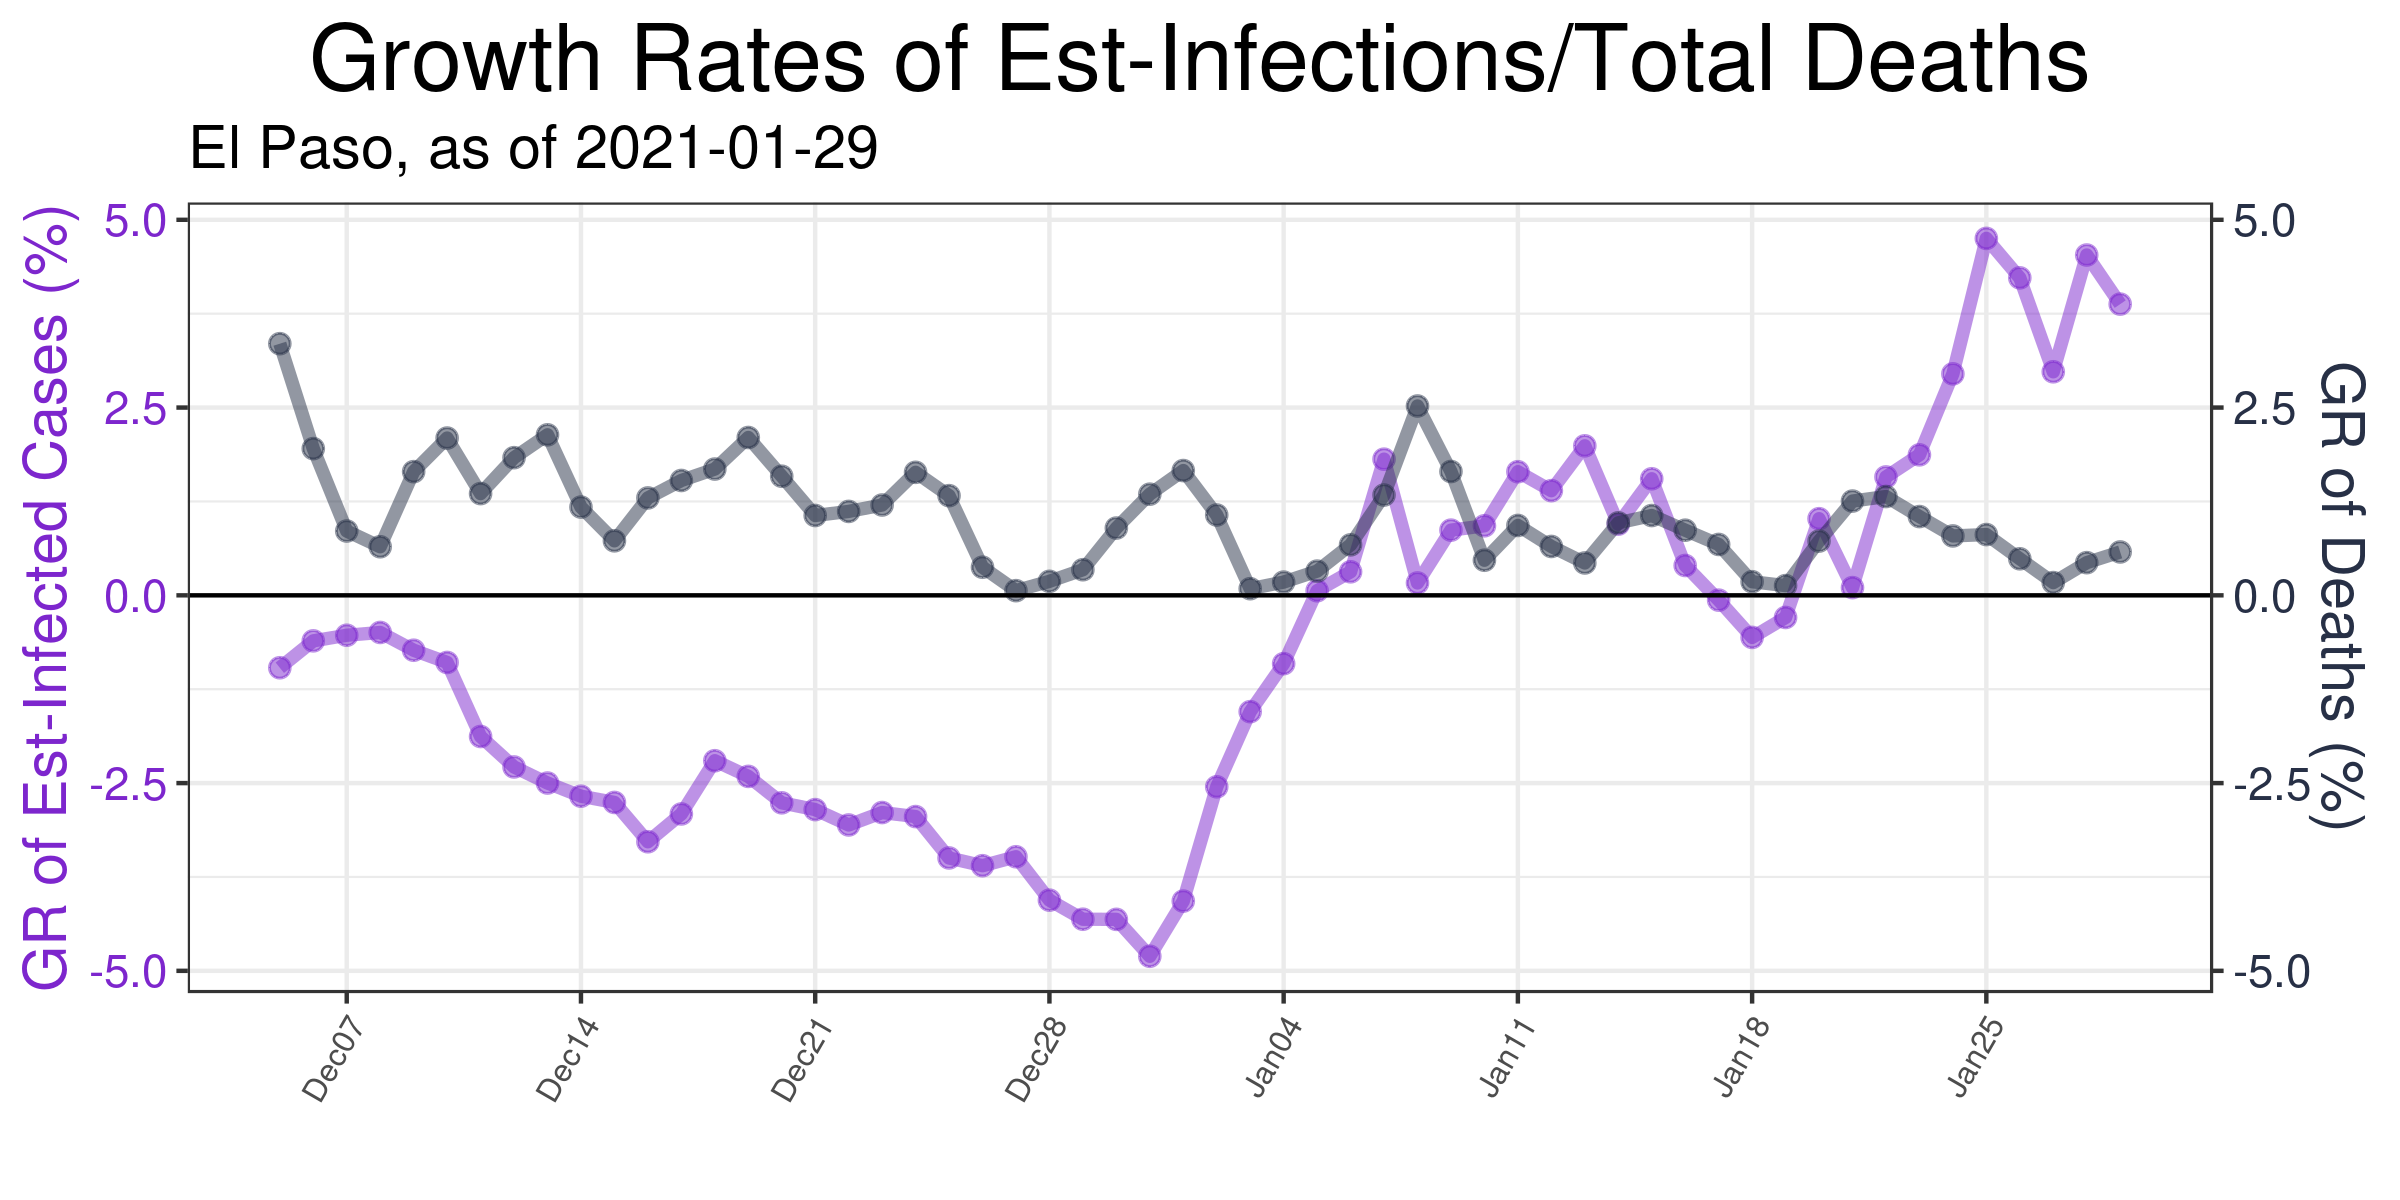 Growth Rates of Est-Infections/Total Deaths
El Paso, as of 2021-01-29
GR of Est-Infected Cases (%)
5.0
2.5
0.0
-2.5
-5.0
5.0
2.5
0.0
-2.5
-5.0
GR of Deaths (%)
Dec07
Dec14
Dec21
Dec28
Jan04
Jan11
Jan18
Jan25